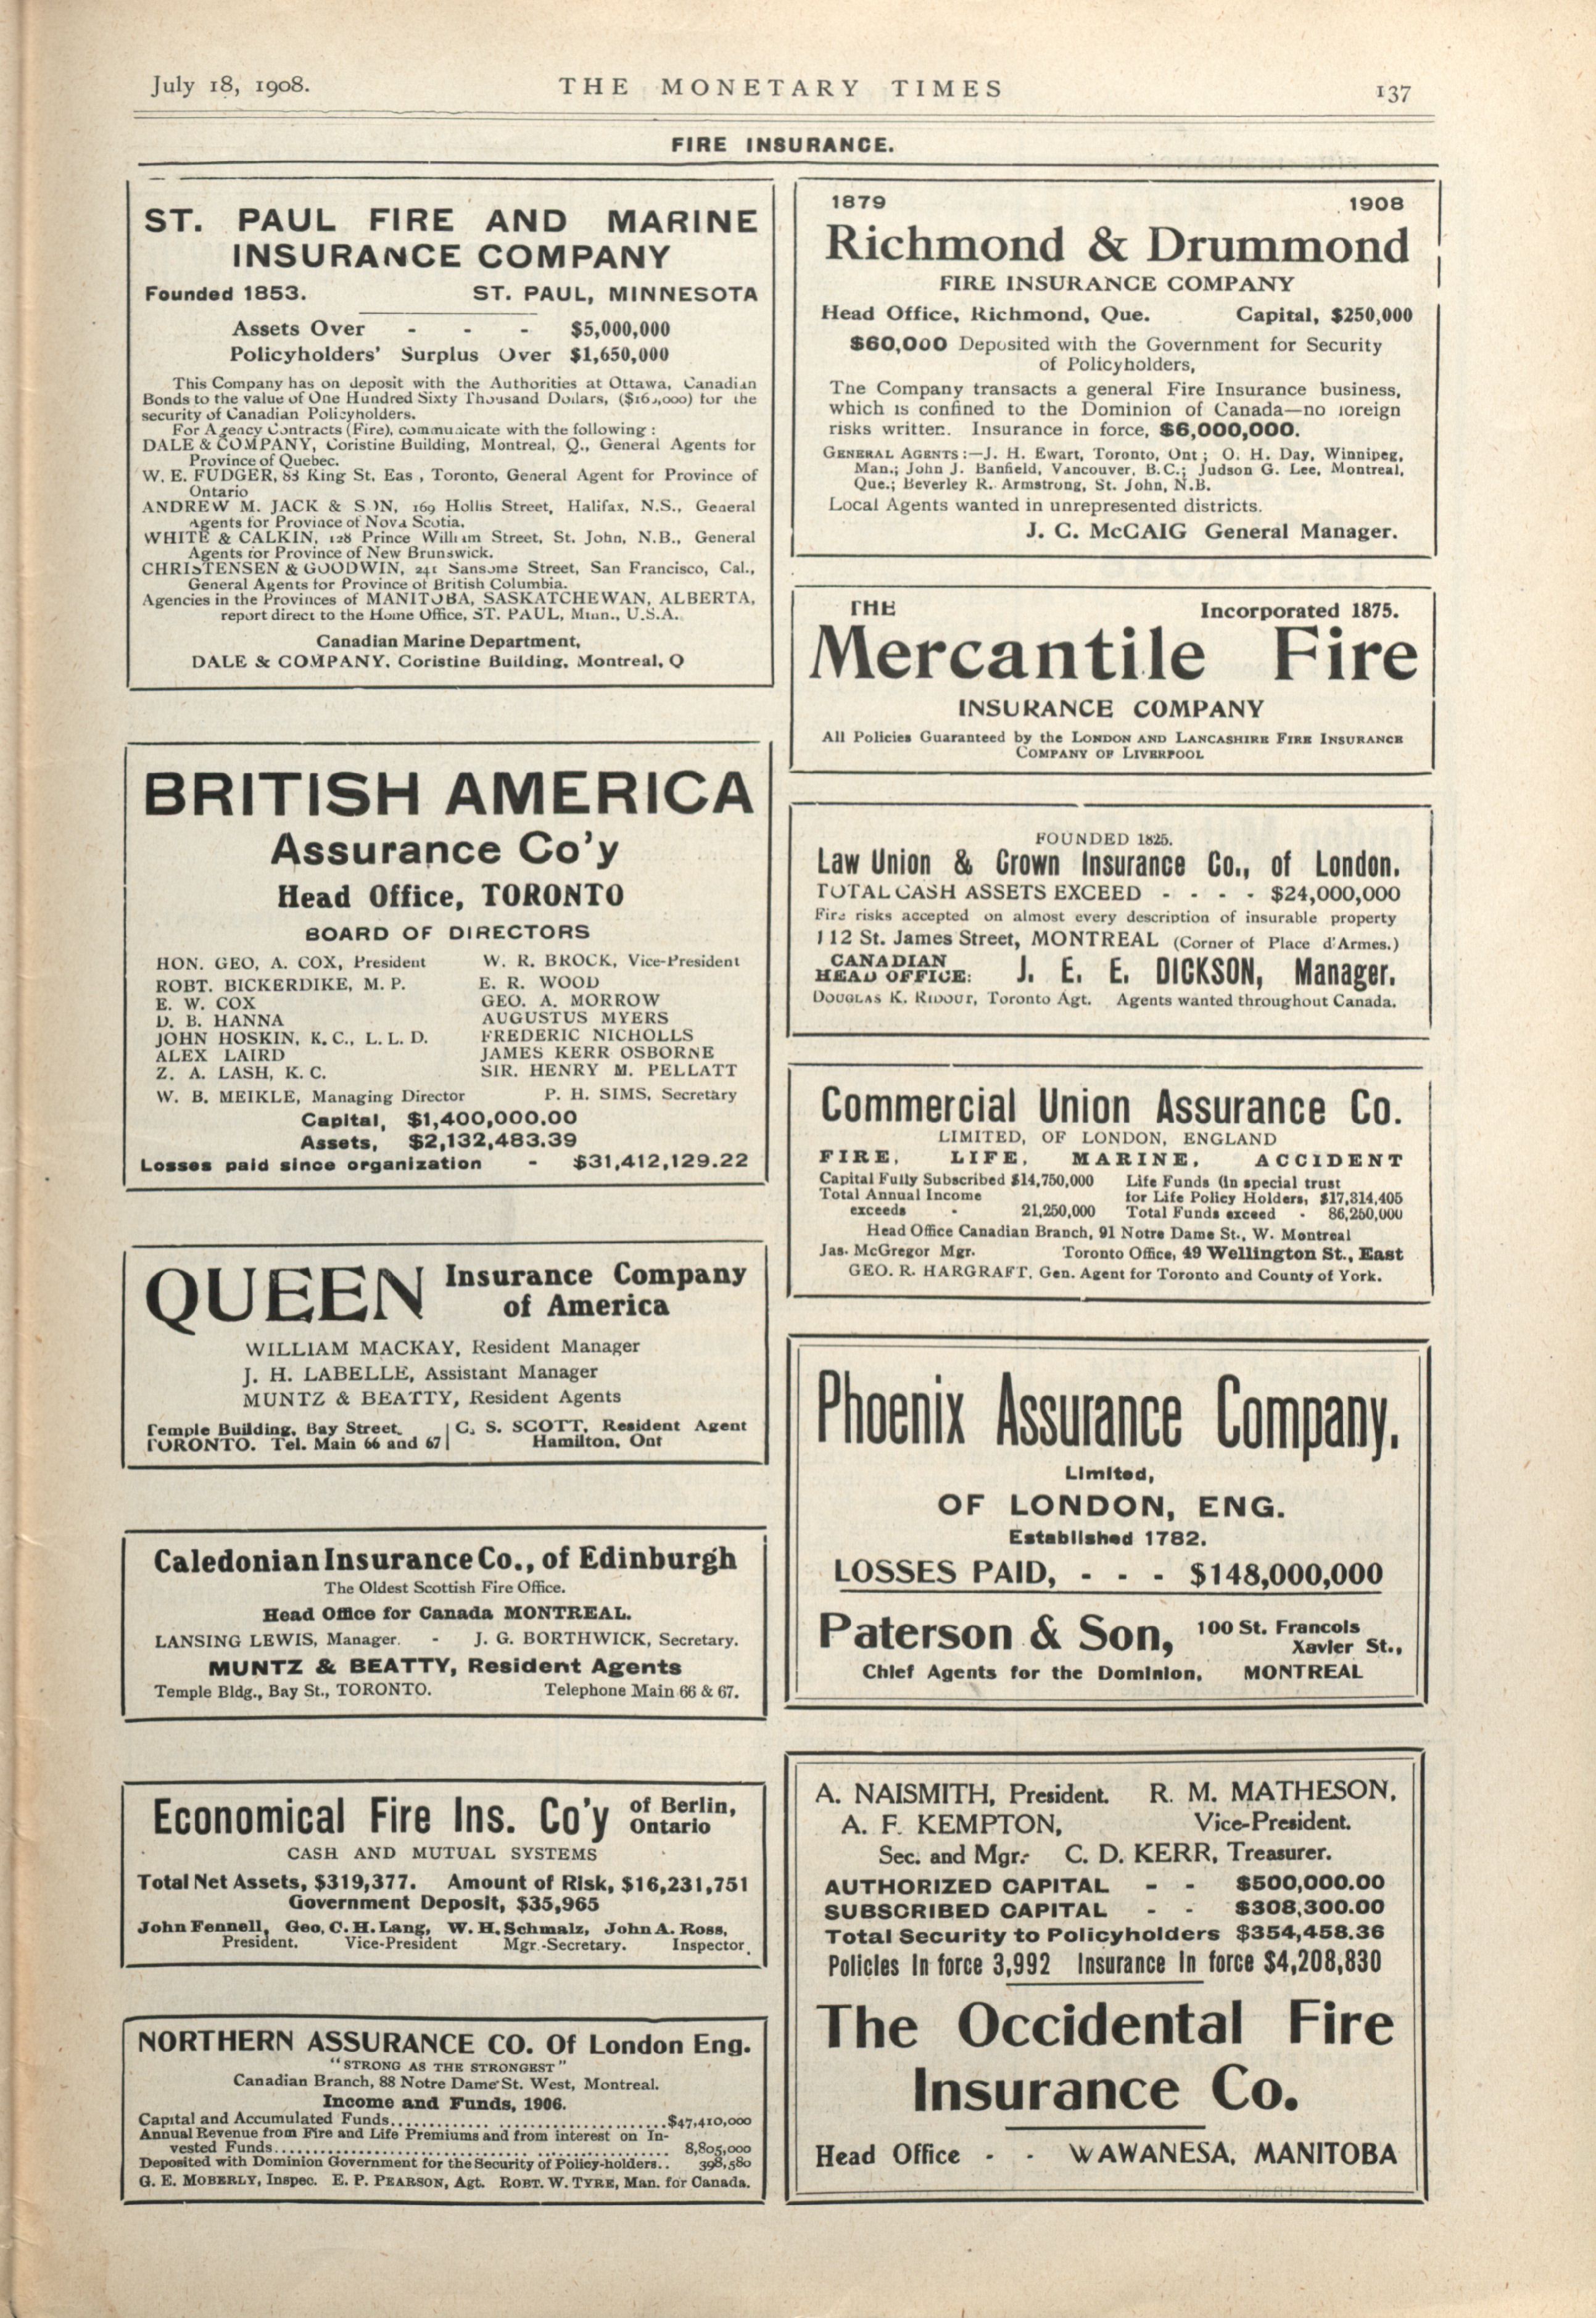 July 18, 1908.
THE MONETARY TIMES
137
FIRE INSURANCE.
ST. PAUL FIRE AND MARINE
INSURANCE COMPANY
Founded 1853. ST. PAUL, MINNESOTA
Assets Over - - - $5,000,000
Policyholders' Surplus Over $1,650,000
This Company has on deposit with the Authorities at Ottawa, Canadian
Bonds to the value of One Hundred Sixty Thousand Dollars, ($160,000) for the
security of Canadian Policyholders.
For Agency Contracts (Fire), communicate with the following :
DALE & COMPANY, Coristine Building, Montreal, Q., General Agents for
Province of Quebec.
W. E. FUDGER, 83 King St. Eas , Toronto, General Agent for Province of
Ontario
ANDREW M. JACK & SON, 169 Hollis Street, Halifax, N.S., General
Agents for Province of Nova Scotia.
WHITE & CALKIN, 128 Prince William Street, St. John, N.B., General
Agents for Province of New Brunswick.
CHRISTENSEN & GOODWIN, 241 Sansome Street, San Francisco, Cal.,
General Agents for Province of British Columbia.
Agencies in the Provinces of MANITOBA, SASKATCHEWAN, ALBERTA,
report direct to the Home Office, ST. PAUL, Minn., U.S.A.
Canadian Marine Department,
DALE & COMPANY, Coristine Building, Montreal, Q
BRITISH AMERICA
Assurance Co'y
Head Office, TORONTO
BOARD OF DIRECTORS
HON. GEO. A. COX, President W. R. BROCK, Vice-President
ROBT. BICKERDIKE, M. P. E. R. WOOD
E. W. COX GEO. A. MORROW
D. B. HANNA AUGUSTUS MYERS
JOHN HOSKIN, K. C., L. L. D. FREDERIC NICHOLLS
ALEX LAIRD JAMES KERR OSBORNE
Z. A. LASH, K. C. SIR. HENRY M. PELLATT
W. B. MEIKLE, Managing Director P. H. SIMS, Secretary
Capital, $1,400,000.00
Assets, $2,132,483.39
Losses paid since organization - $31,412,129.22
QUEEN Insurance Company
of America
WILLIAM MACKAY, Resident Manager
J. H. LABELLE, Assistant Manager
MUNTZ & BEATTY, Resident Agents
Temple Building, Bay Street, C. S. SCOTT, Resident Agent
TORONTO. Tel. Main 66 and 67 Hamilton, Ont
Caledonian Insurance Co., of Edinburgh
The Oldest Scottish Fire Office.
Head Office for Canada MONTREAL.
LANSING LEWIS, Manager. - J. G. BORTHWICK, Secretary.
MUNTZ & BEATTY, Resident Agents
Temple Bldg., Bay St., TORONTO. Telephone Main 66 & 67.
Economical Fire Ins. Co'y of Berlin,
Ontario
CASH AND MUTUAL SYSTEMS
Total Net Assets, $319,377. Amount of Risk, $16,231,751
Government Deposit, $35,965
John Fennell, Geo. C. H. Lang, W. H. Schmalz, John A. Ross,
President. Vice-President Mgr.-Secretary. Inspector.
NORTHERN ASSURANCE CO. Of London Eng.
"STRONG AS THE STRONGEST"
Canadian Branch, 88 Notre Dame St. West, Montreal.
Income and Funds, 1906.
Capital and Accumulated Funds.......... $47,410,000
Annual Revenue from Fire and Life Premiums and from interest on In-
vested Funds.......... 8,805,000
Deposited with Dominion Government for the Security of Policy-holders.. 398,580
G. E. MOBERLY, Inspec. E. P. PEARSON, Agt. ROBT. W. TYRE, Man. for Canada.
1879 1908
Richmond & Drummond
FIRE INSURANCE COMPANY
Head Office, Richmond, Que. Capital, $250,000
$60,000 Deposited with the Government for Security
of Policyholders,
The Company transacts a general Fire Insurance business,
which is confined to the Dominion of Canada—no foreign
risks written. Insurance in force, $6,000,000.
GENERAL AGENTS :—J. H. Ewart, Toronto, Ont ; O. H. Day, Winnipeg,
Man.; John J. Banfield, Vancouver, B.C.; Judson G. Lee, Montreal,
Que.; Beverley R. Armstrong, St. John, N.B.
Local Agents wanted in unrepresented districts.
J. C. McCAIG General Manager.
THE Incorporated 1875.
Mercantile Fire
INSURANCE COMPANY
All Policies Guaranteed by the LONDON AND LANCASHIRE FIRE INSURANCE
COMPANY OF LIVERPOOL
FOUNDED 1825.
Law Union & Crown Insurance Co., of London.
TOTAL CASH ASSETS EXCEED - - - - $24,000,000
Fire risks accepted on almost every description of insurable property
112 St. James Street, MONTREAL (Corner of Place d'Armes.)
CANADIAN
HEAD OFFICE: J. E. E. DICKSON, Manager.
DOUGLAS K. RIDOUT, Toronto Agt. Agents wanted throughout Canada.
Commercial Union Assurance Co.
LIMITED, OF LONDON, ENGLAND
FIRE, LIFE, MARINE, ACCIDENT
Capital Fully Subscribed $14,750,000 Life Funds (in special trust
Total Annual Income for Life Policy Holders, $17,314,405
exceeds - 21,250,000 Total Funds exceed - 86,250,000
Head Office Canadian Branch, 91 Notre Dame St., W. Montreal
Jas. McGregor Mgr. Toronto Office, 49 Wellington St., East
GEO. R. HARGRAFT, Gen. Agent for Toronto and County of York.
Phoenix Assurance Company.
Limited,
OF LONDON, ENG.
Established 1782.
LOSSES PAID, - - - $148,000,000
Paterson & Son, 100 St. Francois
Xavier St.,
Chief Agents for the Dominion, MONTREAL
A. NAISMITH, President. R. M. MATHESON,
A. F. KEMPTON, Vice-President.
Sec. and Mgr. C. D. KERR, Treasurer.
AUTHORIZED CAPITAL - - $500,000.00
SUBSCRIBED CAPITAL - - $308,300.00
Total Security to Policyholders $354,458.36
Policies in force 3,992 Insurance in force $4,208,830
The Occidental Fire
Insurance Co.
Head Office - - WAWANESA, MANITOBA